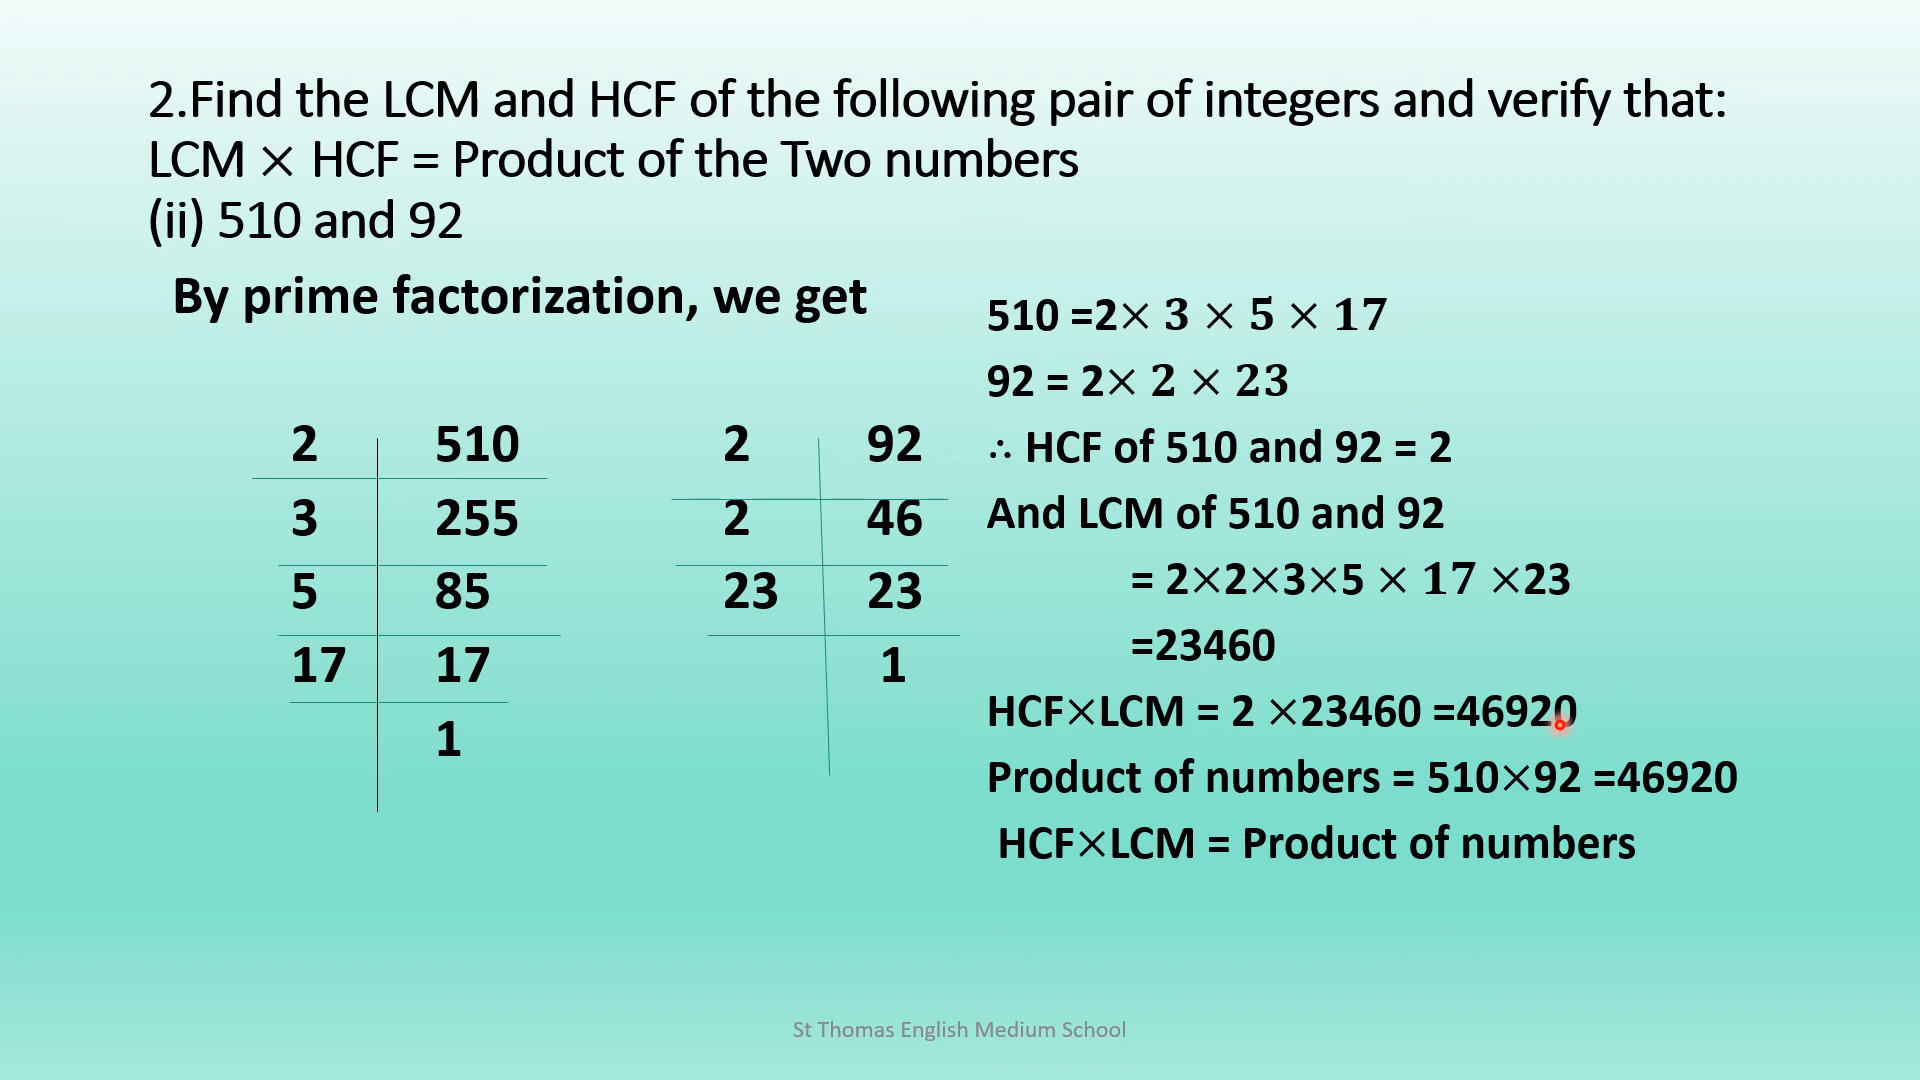 2.Find the LCM and HCF of the following pair of integers and verify that:
LCM × HCF = Product of the Two numbers
(ii) 510 and 92
By prime factorization, we get
2 510
3 255
5 85
17 17
1
2 92
2 46
23 23
1
510 =2× 3 × 5 × 17
92 = 2× 2 × 23
∴ HCF of 510 and 92 = 2
And LCM of 510 and 92
= 2×2×3×5 × 17 ×23
=23460
HCF×LCM = 2 ×23460 =46920
Product of numbers = 510×92 =46920
HCF×LCM = Product of numbers
St Thomas English Medium School